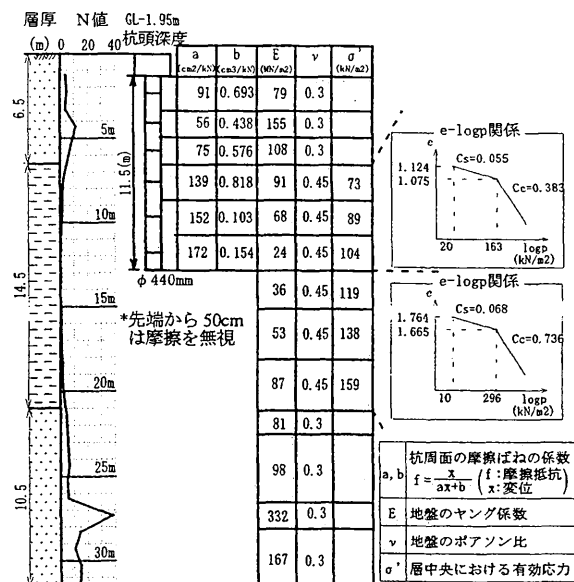 層厚 N値 GL-1.95m
杭頭深度
(m) 0 20 40
a b E ν σ'
(cm2/kN) (cm3/kN) (MN/m2) (kN/m2)
91 0.693 79 0.3
56 0.438 155 0.3
75 0.576 108 0.3
139 0.818 91 0.45 73
152 0.103 68 0.45 89
172 0.154 24 0.45 104
36 0.45 119
53 0.45 138
87 0.45 159
81 0.3
98 0.3
332 0.3
167 0.3
6.5
14.5
10.5
5m
10m
15m
20m
25m
30m
11.5(m)
φ440mm
*先端から50cm
は摩擦を無視
e-logp関係
e
Cs=0.055
1.124
1.075
Cc=0.383
20 163 logp
(kN/m2)
e-logp関係
e
Cs=0.068
1.764
1.665
Cc=0.736
10 296 logp
(kN/m2)
a, b 杭周面の摩擦ばねの係数
f=x/(ax+b) (f:摩擦抵抗 x:変位)
E 地盤のヤング係数
ν 地盤のポアソン比
σ' 層中央における有効応力